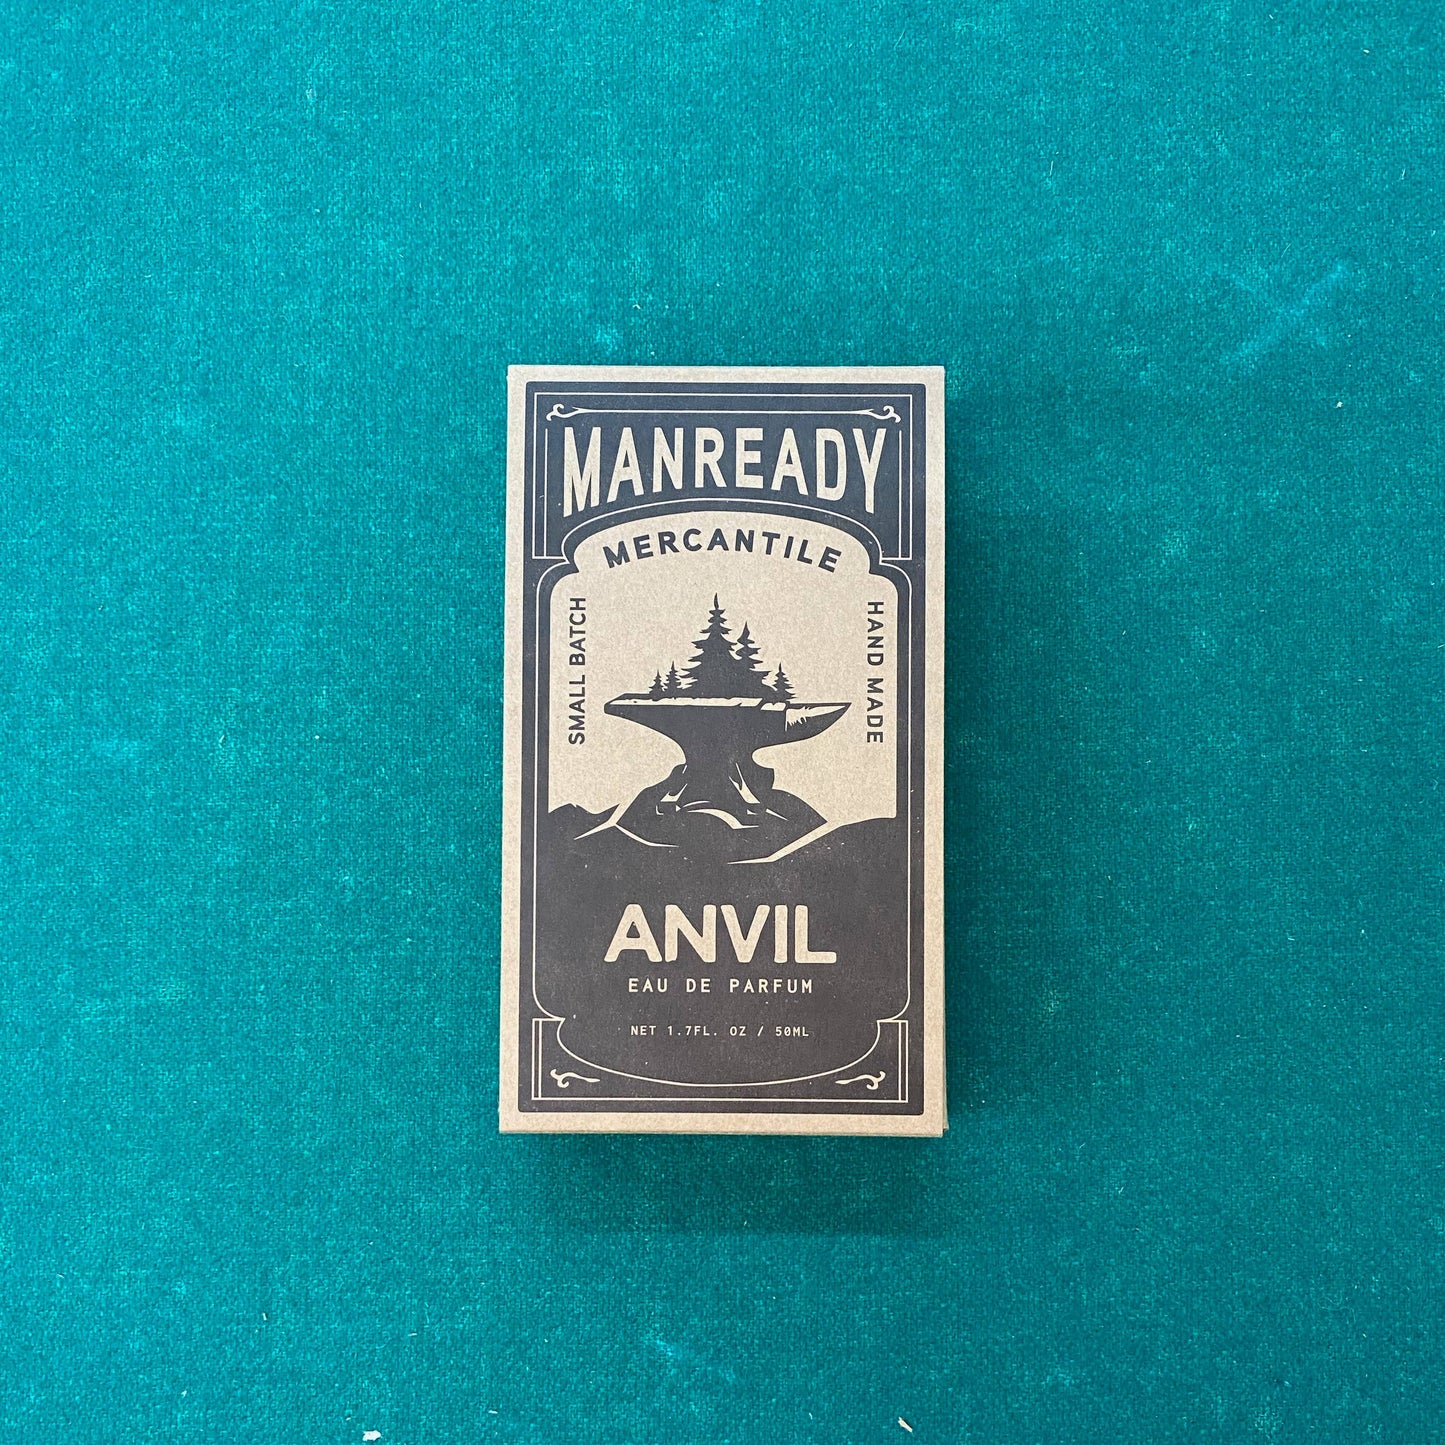 MANREADY
MERCANTILE
SMALL BATCH
HAND MADE
ANVIL
EAU DE PARFUM
NET 1.7FL. OZ / 50ML